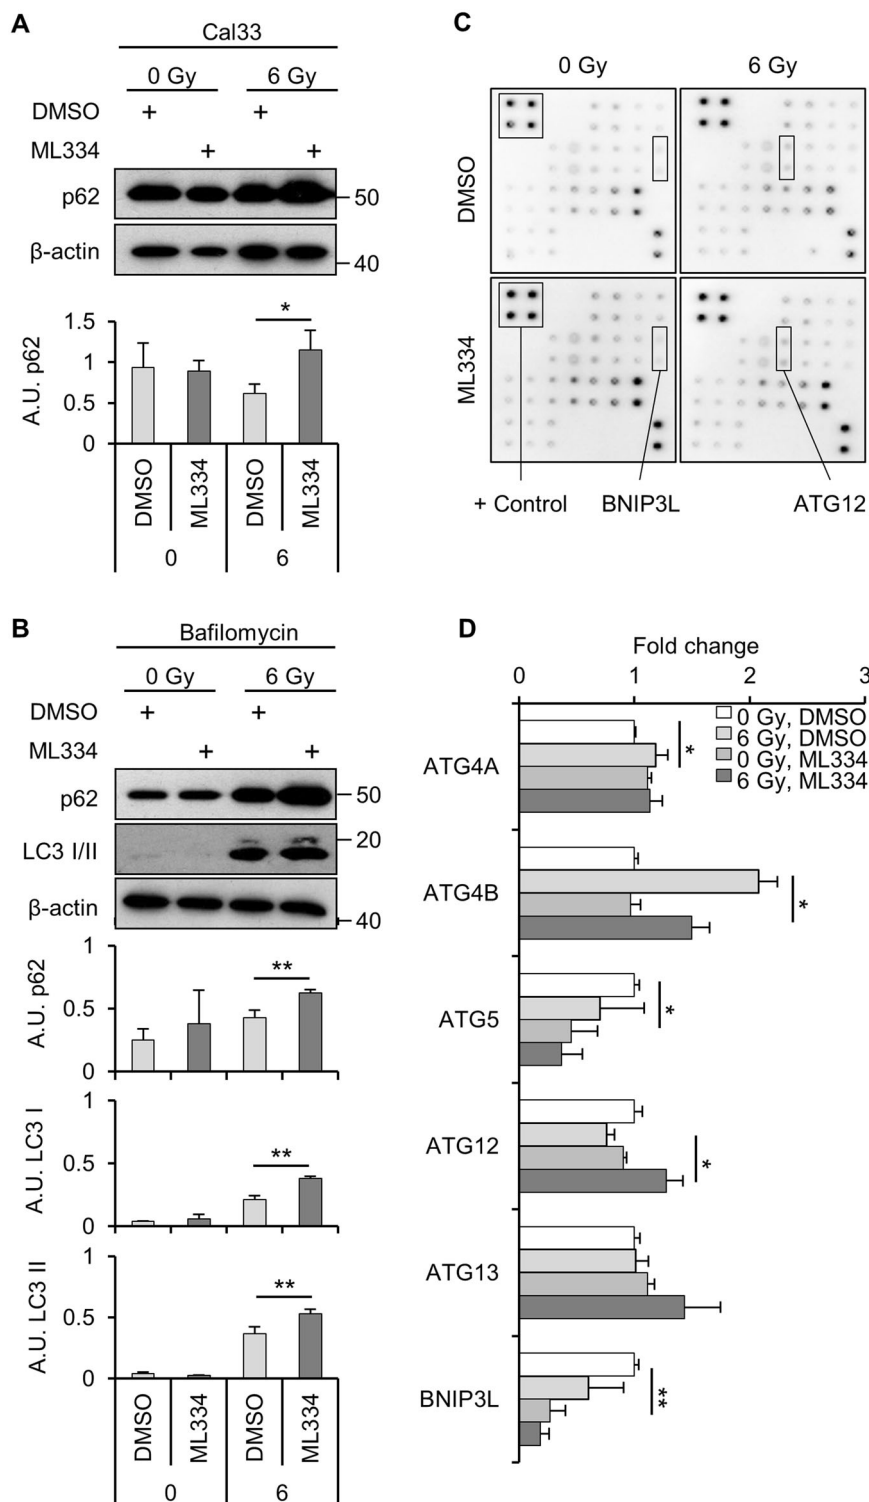 A
Cal33
0 Gy 6 Gy
DMSO + +
ML334 + +
p62 50
β-actin 40
A.U. p62
1.5
1
0.5
0
DMSO ML334 DMSO ML334
0 6
B
Bafilomycin
0 Gy 6 Gy
DMSO + +
ML334 + +
p62 50
LC3 I/II 20
β-actin 40
A.U. p62
1
0.5
0
**
A.U. LC3 I
1
0.5
0
**
A.U. LC3 II
1
0.5
0
**
DMSO ML334 DMSO ML334
0 6
C
0 Gy 6 Gy
DMSO
ML334
+ Control BNIP3L ATG12
D
Fold change
0 1 2 3
0 Gy, DMSO
6 Gy, DMSO
0 Gy, ML334
6 Gy, ML334
ATG4A *
ATG4B *
ATG5 *
ATG12 *
ATG13
BNIP3L **